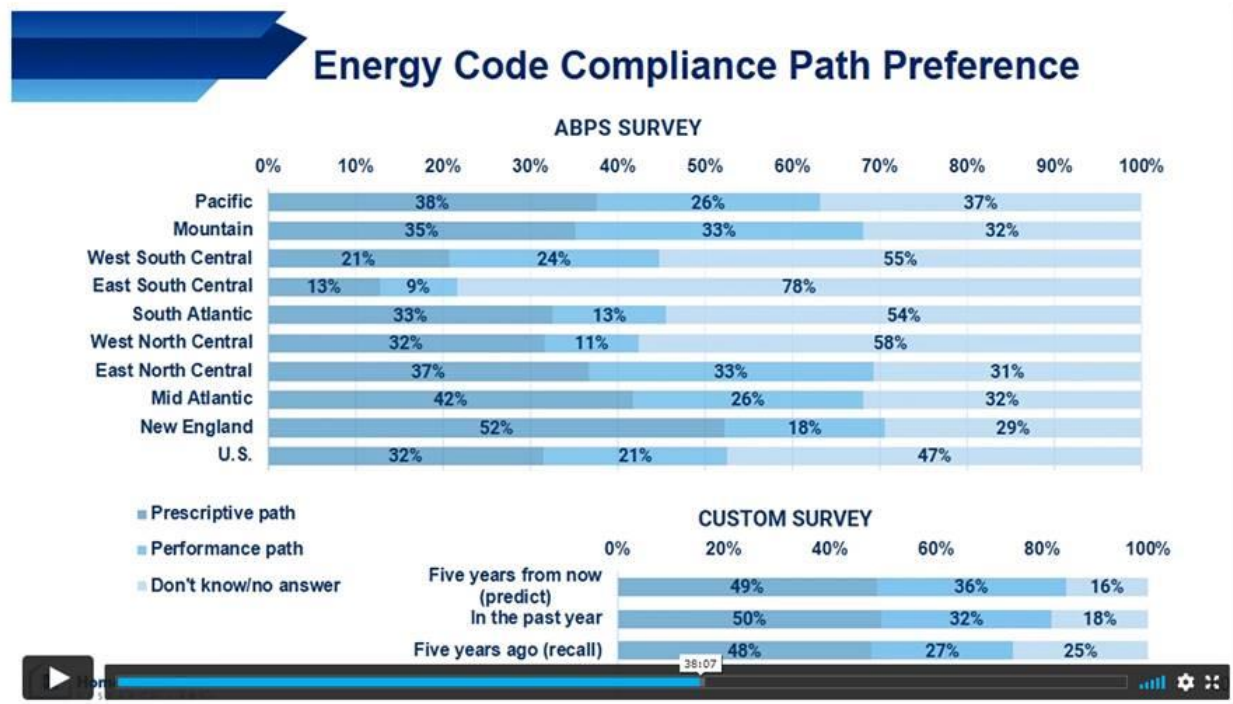 Energy Code Compliance Path Preference
ABPS SURVEY
0% 10% 20% 30% 40% 50% 60% 70% 80% 90% 100%
Pacific 38% 26% 37%
Mountain 35% 33% 32%
West South Central 21% 24% 55%
East South Central 13% 9% 78%
South Atlantic 33% 13% 54%
West North Central 32% 11% 58%
East North Central 37% 33% 31%
Mid Atlantic 42% 26% 32%
New England 52% 18% 29%
U.S. 32% 21% 47%
Prescriptive path
Performance path
Don't know/no answer
CUSTOM SURVEY
0% 20% 40% 60% 80% 100%
Five years from now
(predict) 49% 36% 16%
In the past year 50% 32% 18%
Five years ago (recall) 48% 27% 25%
38:07